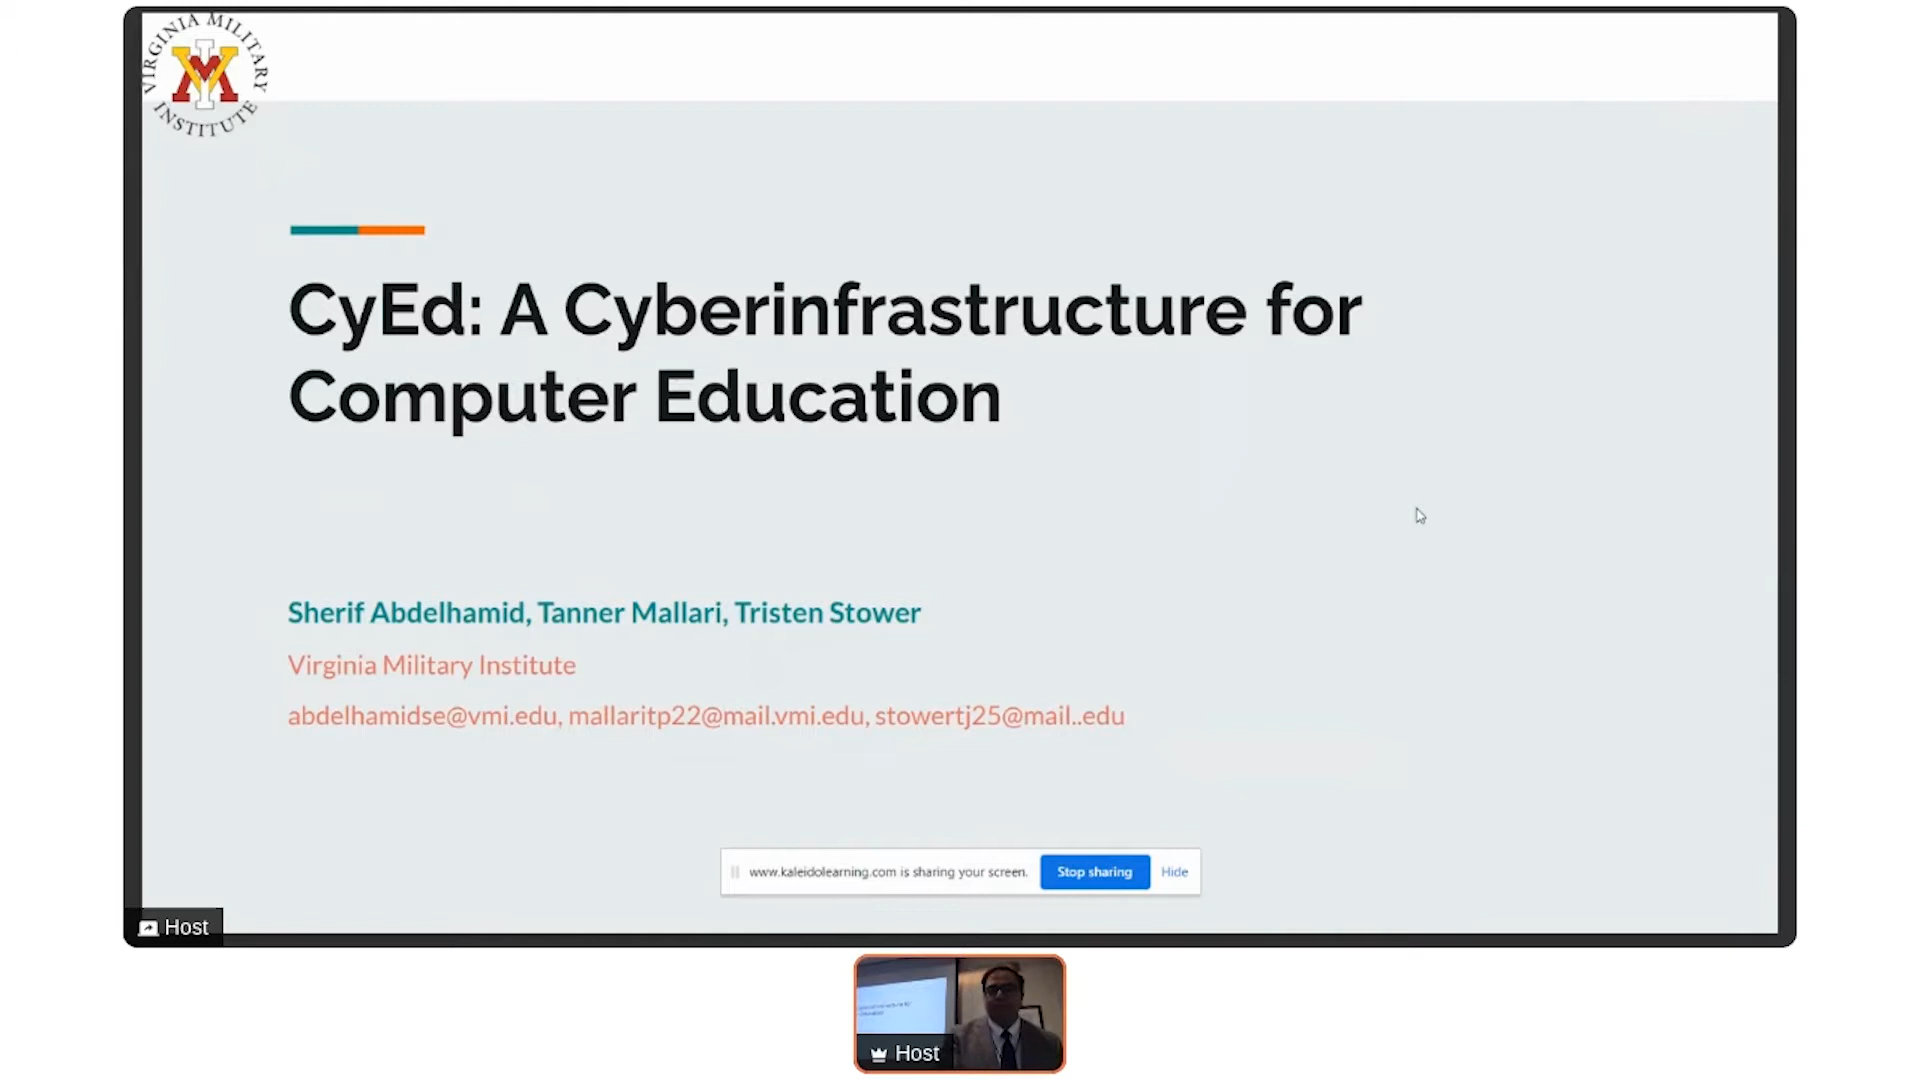 VIRGINIA MILITARY INSTITUTE
VMI
CyEd: A Cyberinfrastructure for
Computer Education
Sherif Abdelhamid, Tanner Mallari, Tristen Stower
Virginia Military Institute
abdelhamidse@vmi.edu, mallaritp22@mail.vmi.edu, stowertj25@mail..edu
www.kaleidolearning.com is sharing your screen. Stop sharing Hide
Host
Host